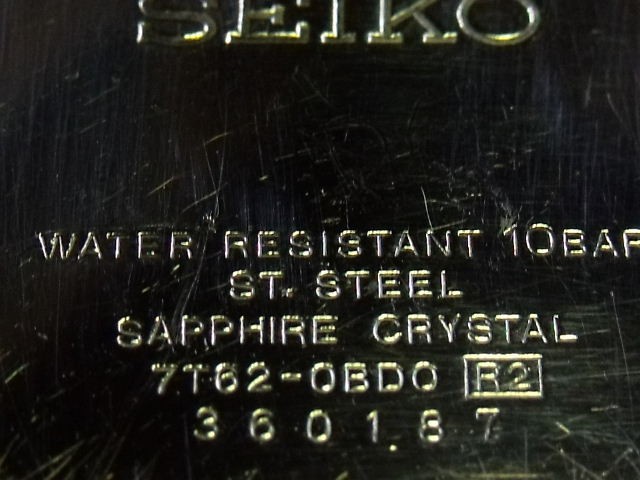 SEIKO
WATER RESISTANT 10BAR
ST. STEEL
SAPPHIRE CRYSTAL
7T62-0BD0 R2
360187